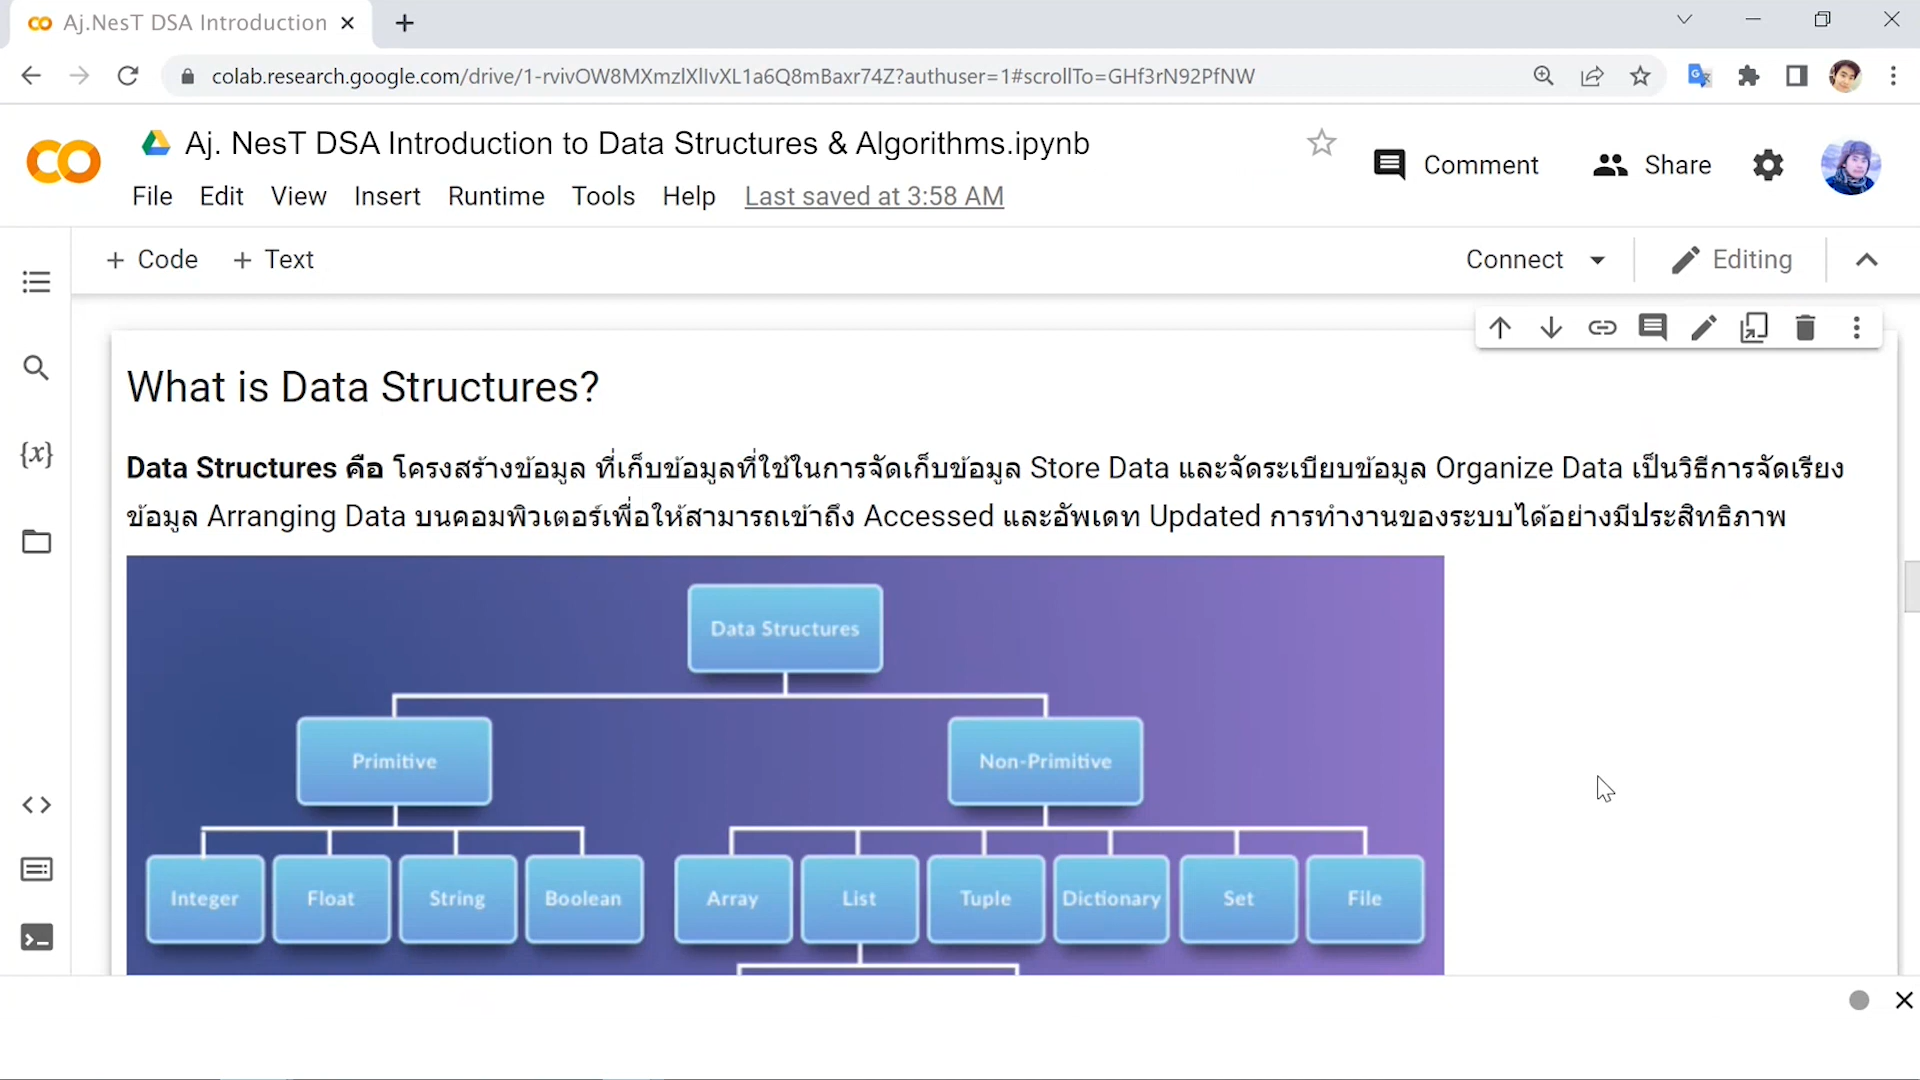 Aj.NesT DSA Introduction
colab.research.google.com/drive/1-rvivOW8MXmzlXlIvXL1a6Q8mBaxr74Z?authuser=1#scrollTo=GHf3rN92PfNW
Aj. NesT DSA Introduction to Data Structures & Algorithms.ipynb
Comment Share
File Edit View Insert Runtime Tools Help Last saved at 3:58 AM
+ Code + Text Connect Editing
What is Data Structures?
Data Structures คือ โครงสร้างข้อมูล ที่เก็บข้อมูลที่ใช้ในการจัดเก็บข้อมูล Store Data และจัดระเบียบข้อมูล Organize Data เป็นวิธีการจัดเรียง
ข้อมูล Arranging Data บนคอมพิวเตอร์เพื่อให้สามารถเข้าถึง Accessed และอัพเดท Updated การทำงานของระบบได้อย่างมีประสิทธิภาพ
Data Structures
Primitive Non-Primitive
Integer Float String Boolean Array List Tuple Dictionary Set File